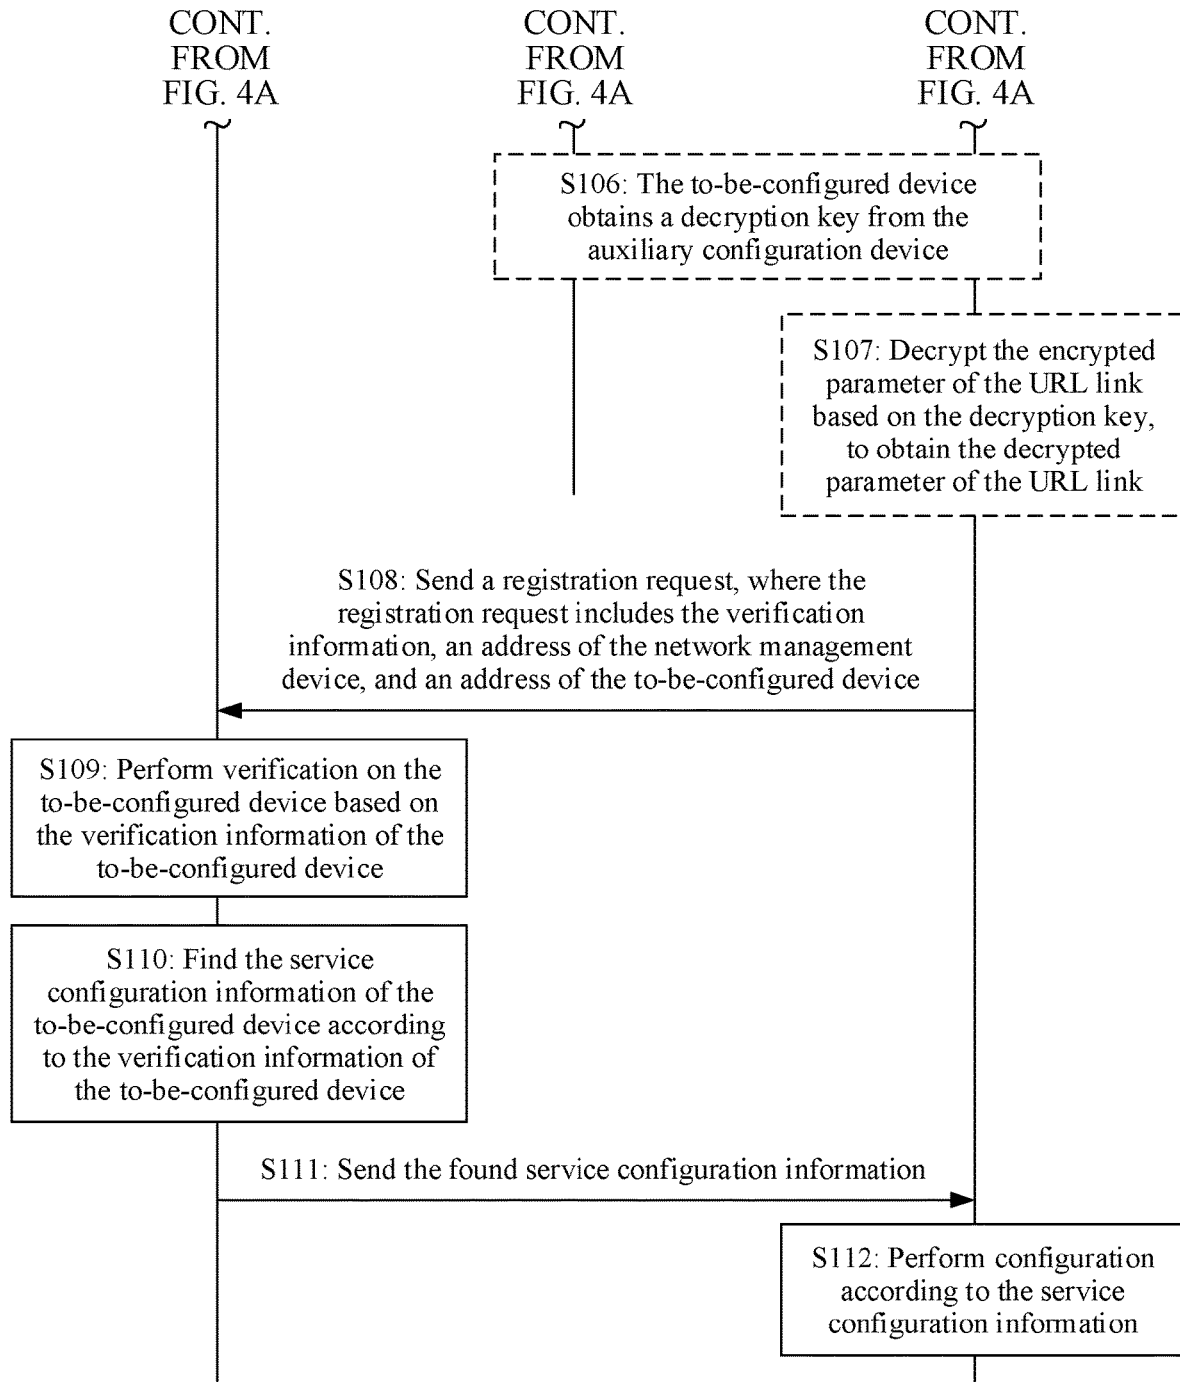 CONT.
FROM
FIG. 4A
CONT.
FROM
FIG. 4A
CONT.
FROM
FIG. 4A
S106: The to-be-configured device
obtains a decryption key from the
auxiliary configuration device
S107: Decrypt the encrypted
parameter of the URL link
based on the decryption key,
to obtain the decrypted
parameter of the URL link
S108: Send a registration request, where the
registration request includes the verification
information, an address of the network management
device, and an address of the to-be-configured device
S109: Perform verification on the
to-be-configured device based on
the verification information of the
to-be-configured device
S110: Find the service
configuration information of the
to-be-configured device according
to the verification information of
the to-be-configured device
S111: Send the found service configuration information
S112: Perform configuration
according to the service
configuration information